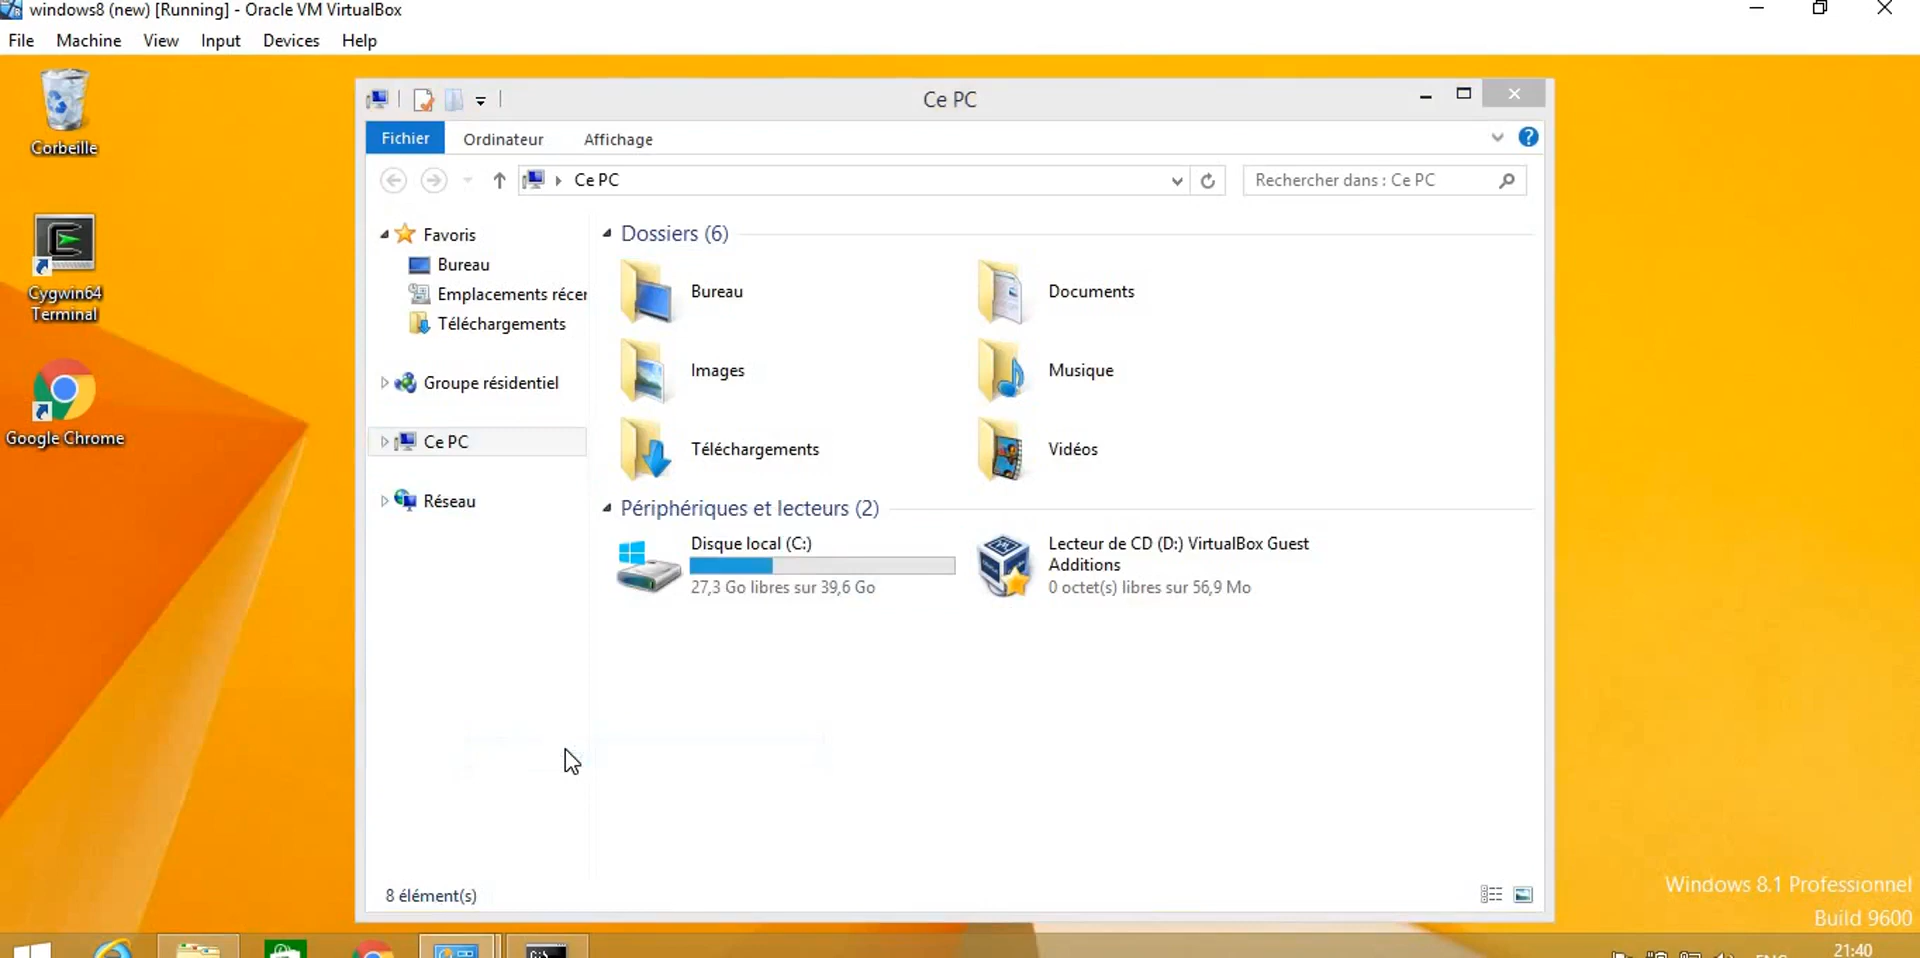 windows8 (new) [Running] - Oracle VM VirtualBox
File Machine View Input Devices Help
Corbeille
Cygwin64
Terminal
Google Chrome
Ce PC
Fichier Ordinateur Affichage
Ce PC
Rechercher dans : Ce PC
Favoris
Bureau
Emplacements récer
Téléchargements
Groupe résidentiel
Ce PC
Réseau
Dossiers (6)
Bureau
Documents
Images
Musique
Téléchargements
Vidéos
Périphériques et lecteurs (2)
Disque local (C:)
27,3 Go libres sur 39,6 Go
Lecteur de CD (D:) VirtualBox Guest
Additions
0 octet(s) libres sur 56,9 Mo
8 élément(s)
Windows 8.1 Professionnel
Build 9600
21:40